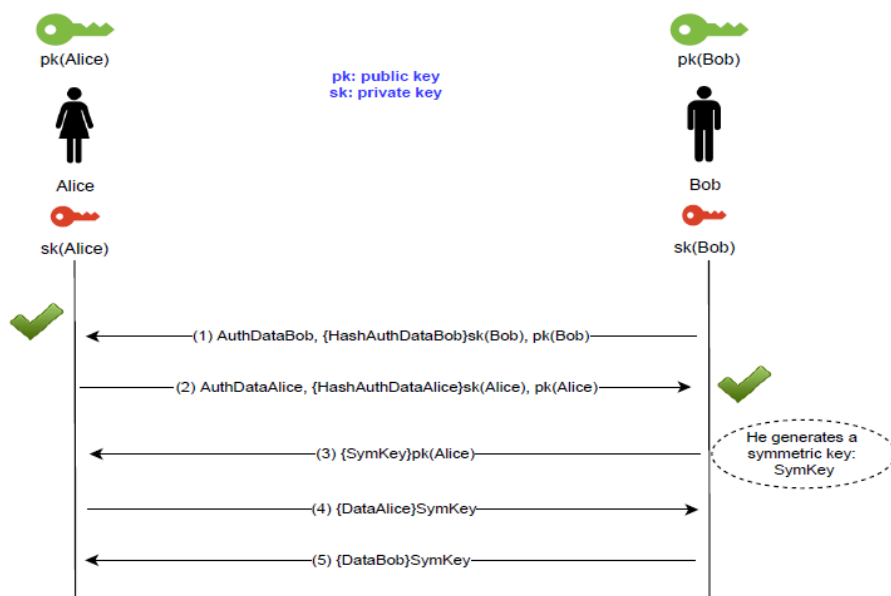 pk(Alice)
pk(Bob)
pk: public key
sk: private key
Alice
Bob
sk(Alice)
sk(Bob)
(1) AuthDataBob, {HashAuthDataBob}sk(Bob), pk(Bob)
(2) AuthDataAlice, {HashAuthDataAlice}sk(Alice), pk(Alice)
He generates a
symmetric key:
SymKey
(3) {SymKey}pk(Alice)
(4) {DataAlice}SymKey
(5) {DataBob}SymKey